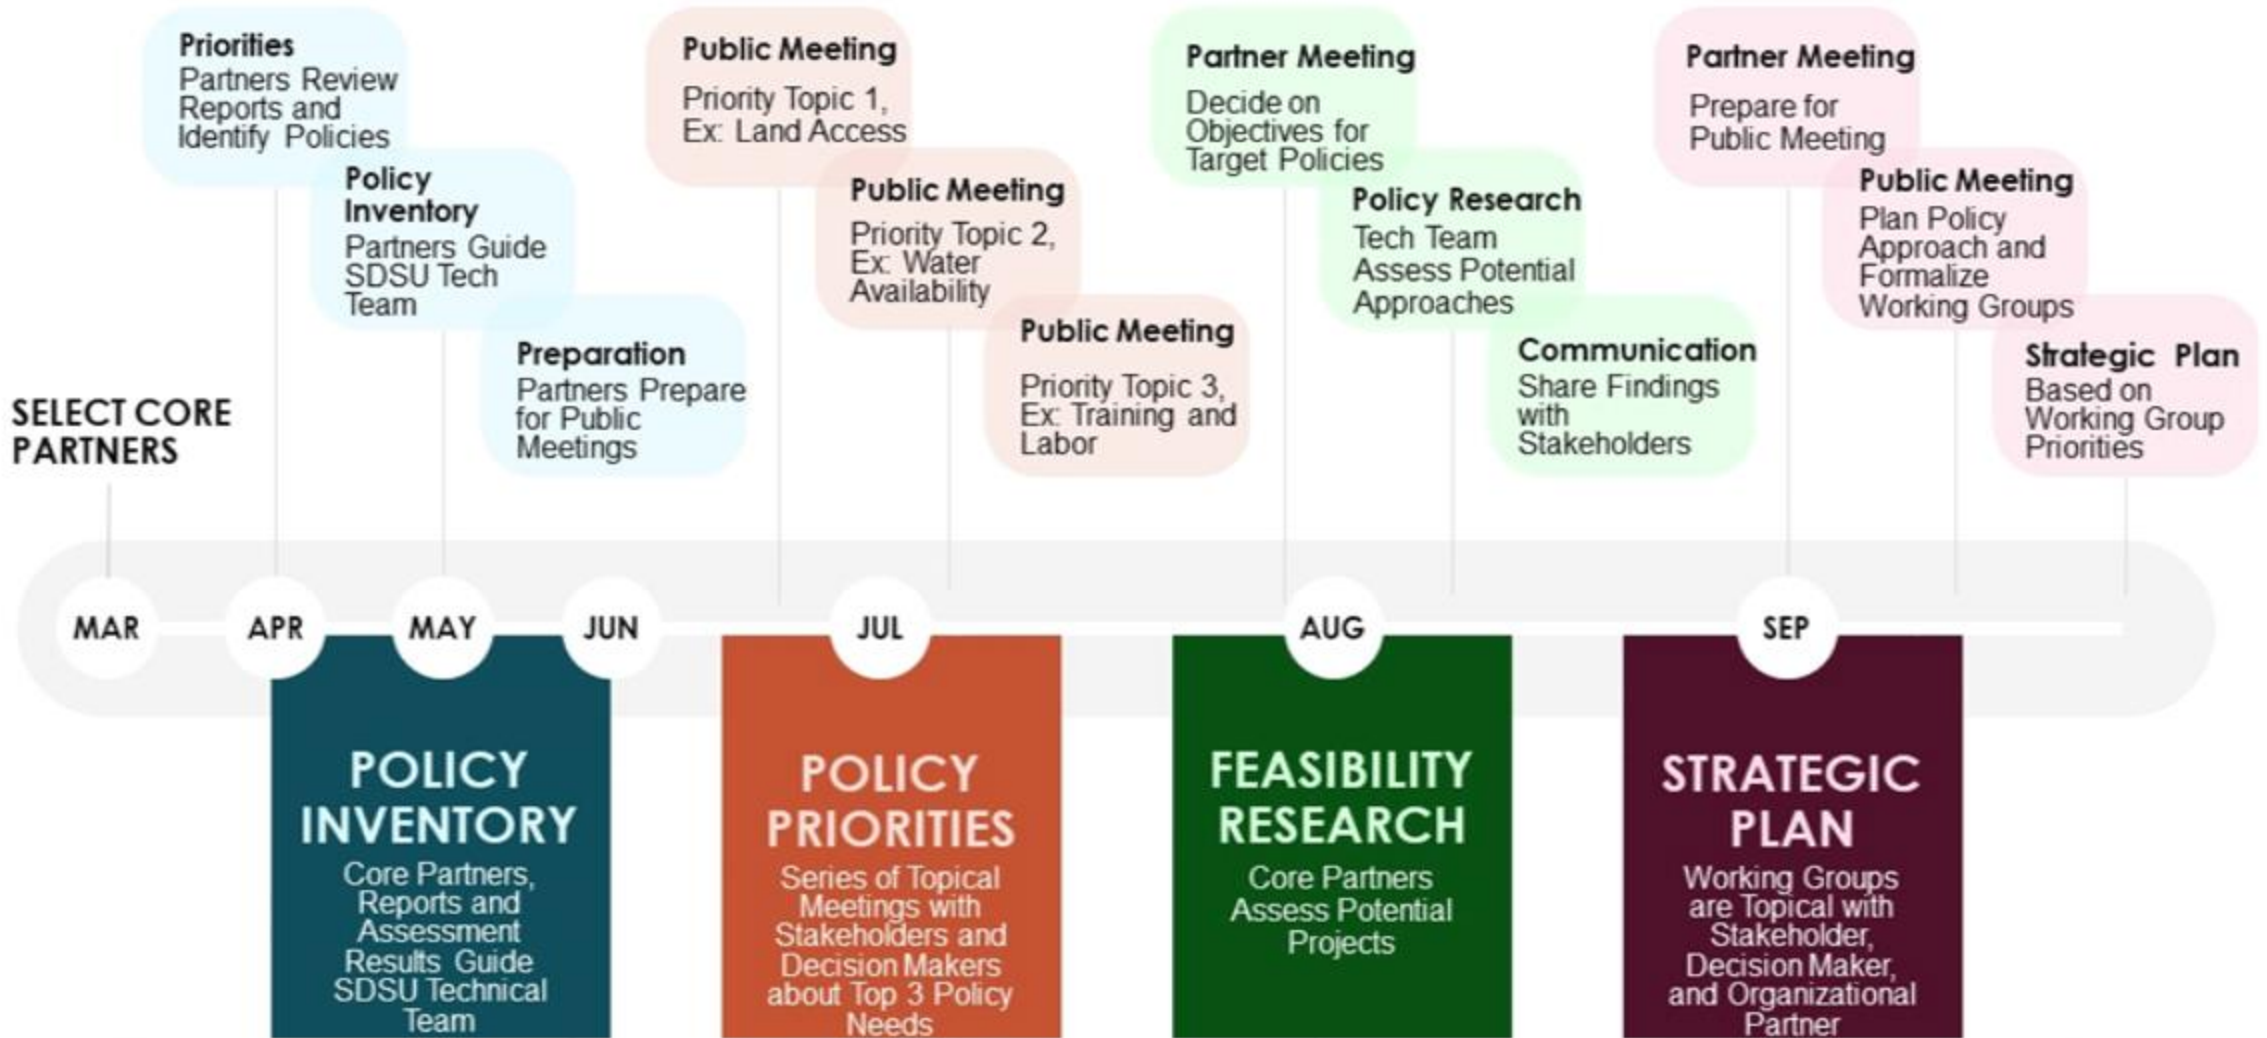 Priorities
Partners Review
Reports and
Identify Policies
Policy
Inventory
Partners Guide
SDSU Tech
Team
Preparation
Partners Prepare
for Public
Meetings
Public Meeting
Priority Topic 1,
Ex: Land Access
Public Meeting
Priority Topic 2,
Ex: Water
Availability
Public Meeting
Priority Topic 3,
Ex: Training and
Labor
Partner Meeting
Decide on
Objectives for
Target Policies
Policy Research
Tech Team
Assess Potential
Approaches
Communication
Share Findings
with
Stakeholders
Partner Meeting
Prepare for
Public Meeting
Public Meeting
Plan Policy
Approach and
Formalize
Working Groups
Strategic Plan
Based on
Working Group
Priorities
SELECT CORE
PARTNERS
MAR
APR
MAY
JUN
JUL
AUG
SEP
POLICY
INVENTORY
Core Partners,
Reports and
Assessment
Results Guide
SDSU Technical
Team
POLICY
PRIORITIES
Series of Topical
Meetings with
Stakeholders and
Decision Makers
about Top 3 Policy
Needs
FEASIBILITY
RESEARCH
Core Partners
Assess Potential
Projects
STRATEGIC
PLAN
Working Groups
are Topical with
Stakeholder,
Decision Maker,
and Organizational
Partner